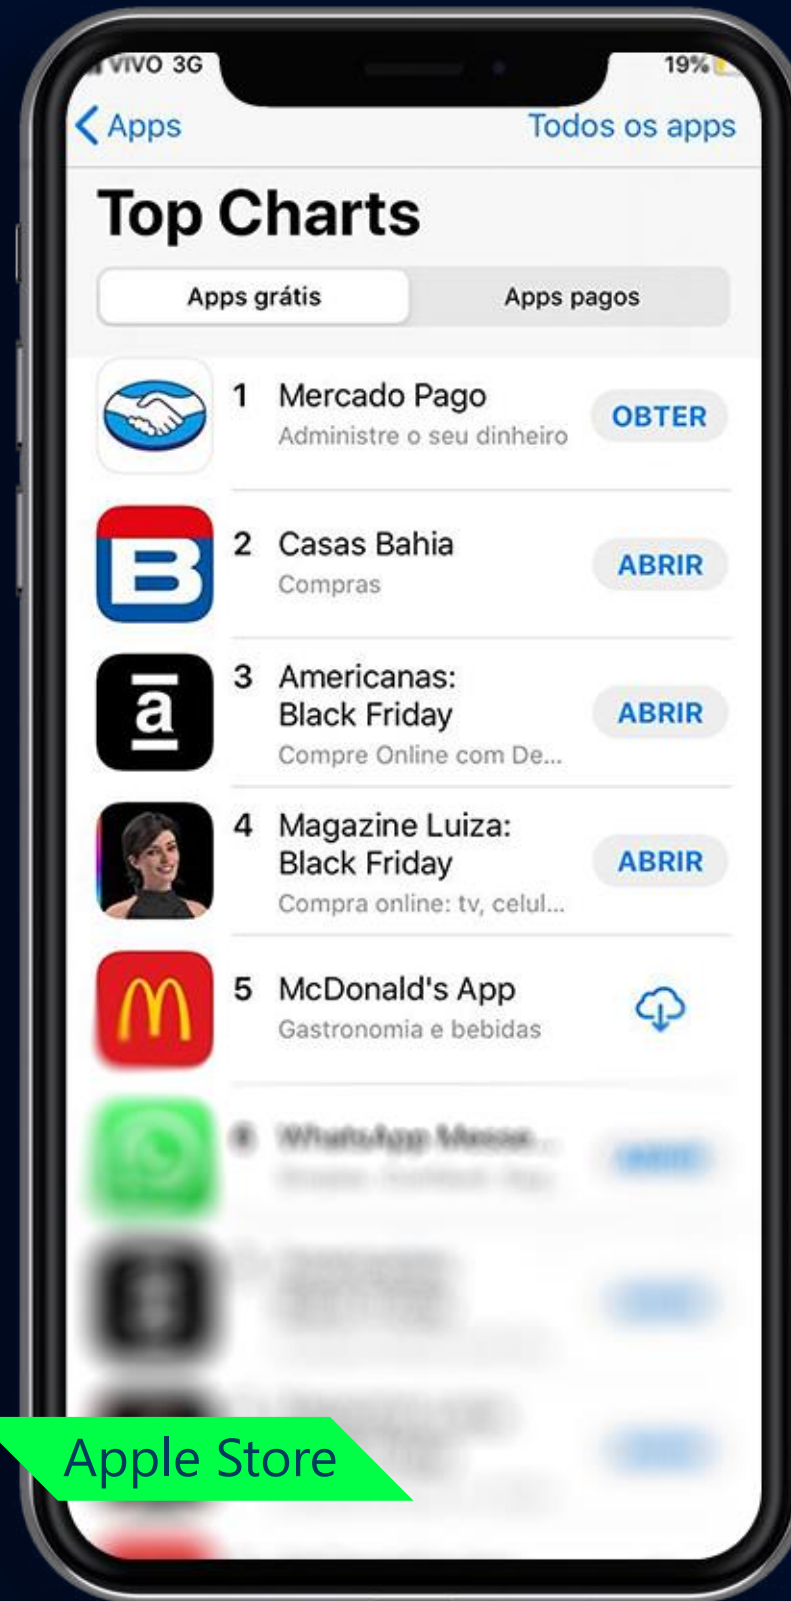 VIVO 3G
19%
Apps
Todos os apps
Top Charts
Apps grátis
Apps pagos
1
Mercado Pago
Administre o seu dinheiro
OBTER
B
2
Casas Bahia
Compras
ABRIR
a
3
Americanas:
Black Friday
Compre Online com De...
ABRIR
4
Magazine Luiza:
Black Friday
Compra online: tv, celul...
ABRIR
5
McDonald's App
Gastronomia e bebidas
WhatsApp
Apple Store